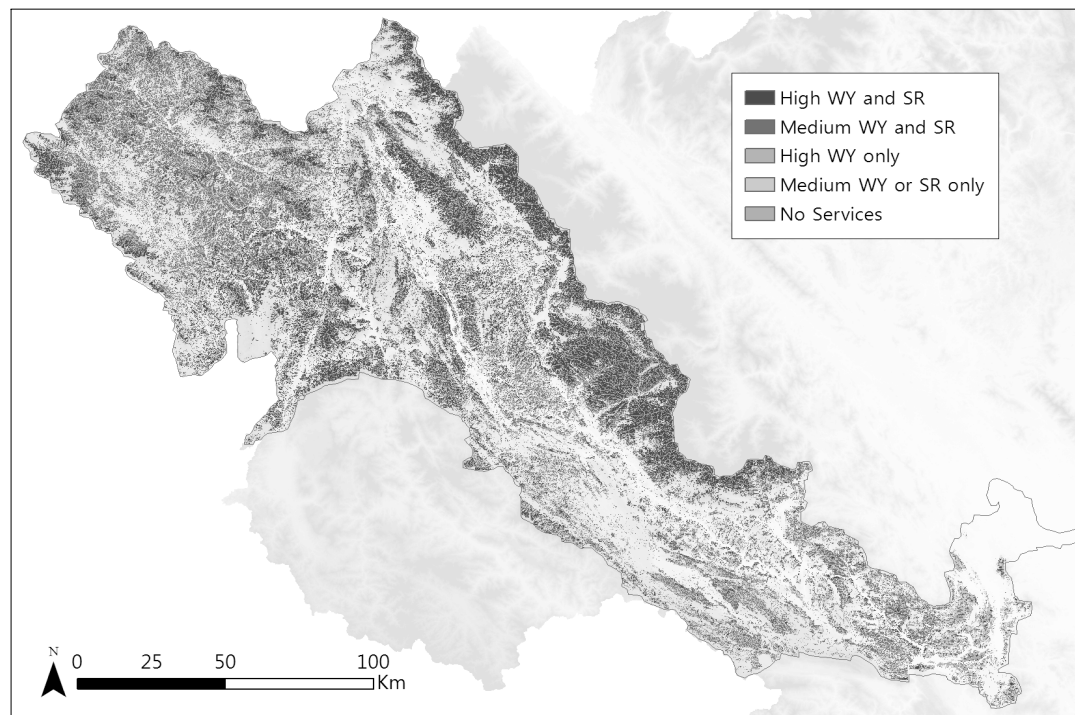 High WY and SR
Medium WY and SR
High WY only
Medium WY or SR only
No Services
N
0 25 50 100
Km